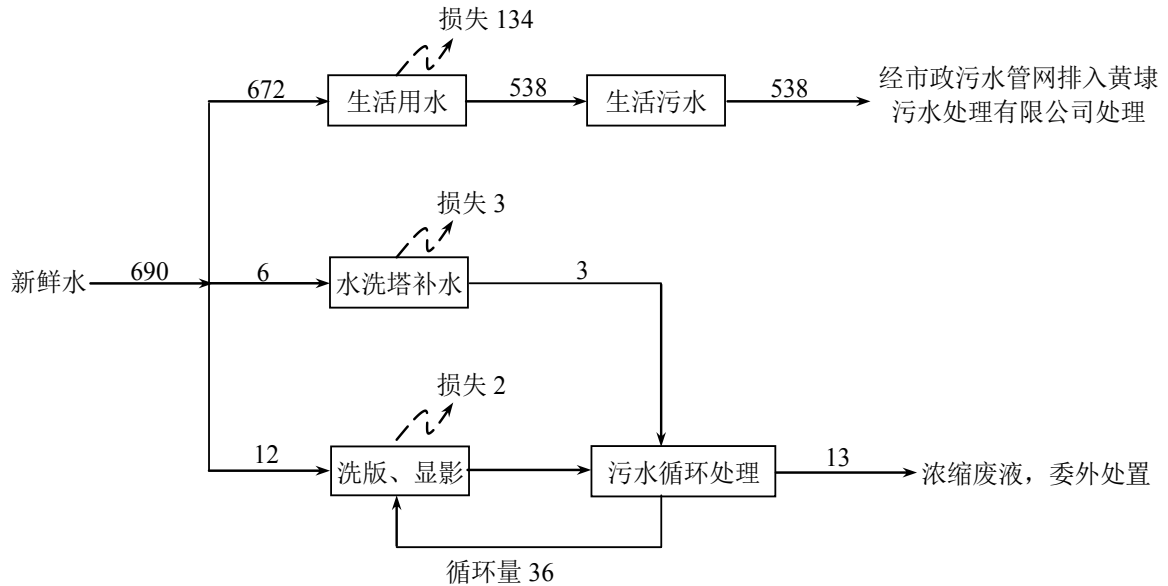 损失 134
672
生活用水
538
生活污水
538
经市政污水管网排入黄埭
污水处理有限公司处理
损失 3
新鲜水
690
6
水洗塔补水
3
损失 2
12
洗版、显影
污水循环处理
13
浓缩废液，委外处置
循环量 36